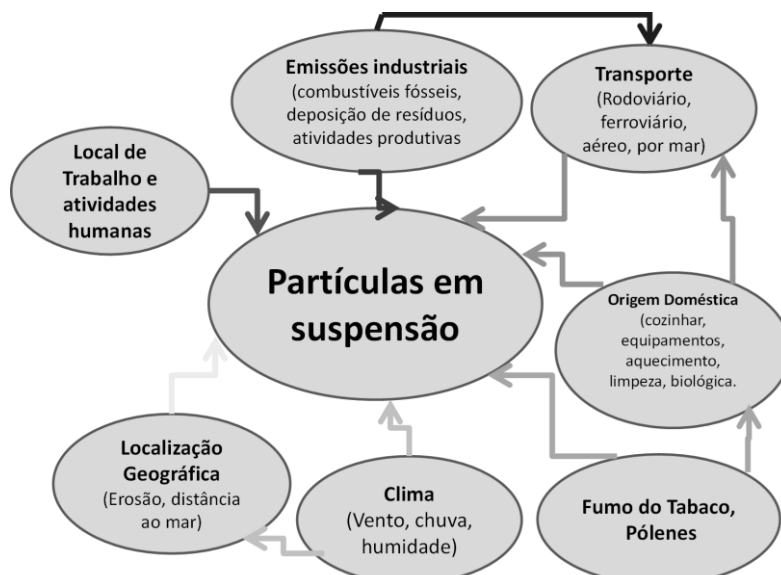 Emissões industriais
(combustíveis fósseis,
deposição de resíduos,
atividades produtivas
Transporte
(Rodoviário,
ferroviário,
aéreo, por mar)
Local de
Trabalho e
atividades
humanas
Partículas em
suspensão
Origem Doméstica
(cozinhar,
equipamentos,
aquecimento,
limpeza, biológica.
Localização
Geográfica
(Erosão, distância
ao mar)
Clima
(Vento, chuva,
humidade)
Fumo do Tabaco,
Pólenes